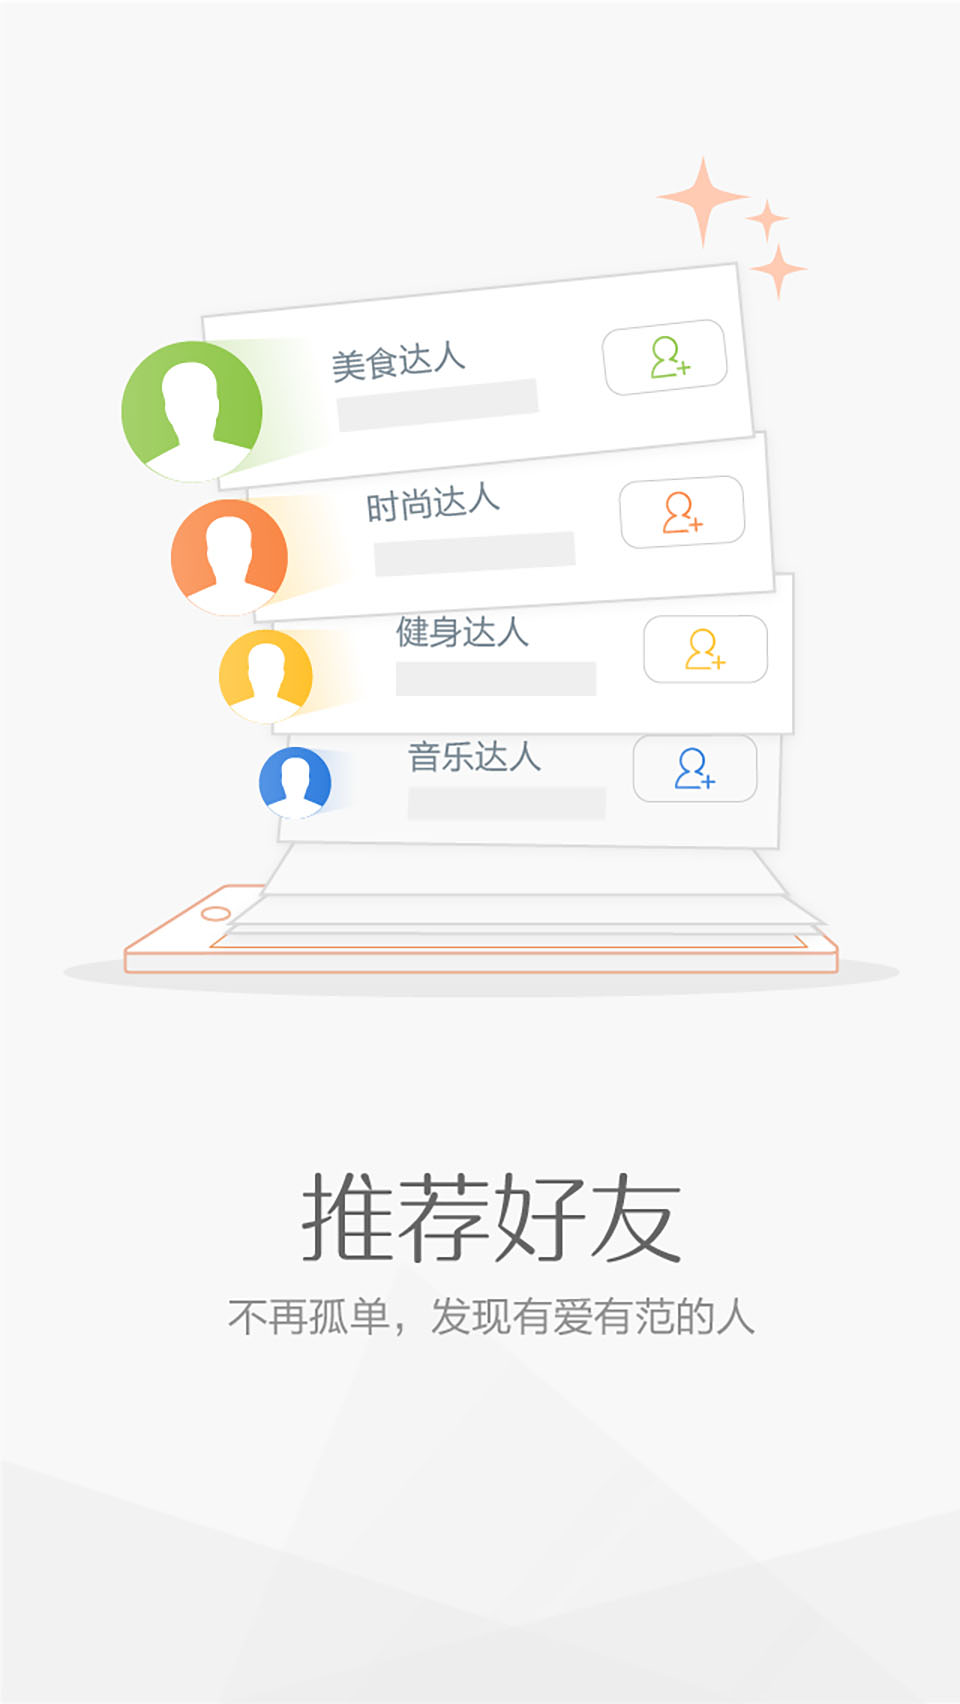 美食达人
时尚达人
健身达人
音乐达人
推荐好友
不再孤单，发现有爱有范的人